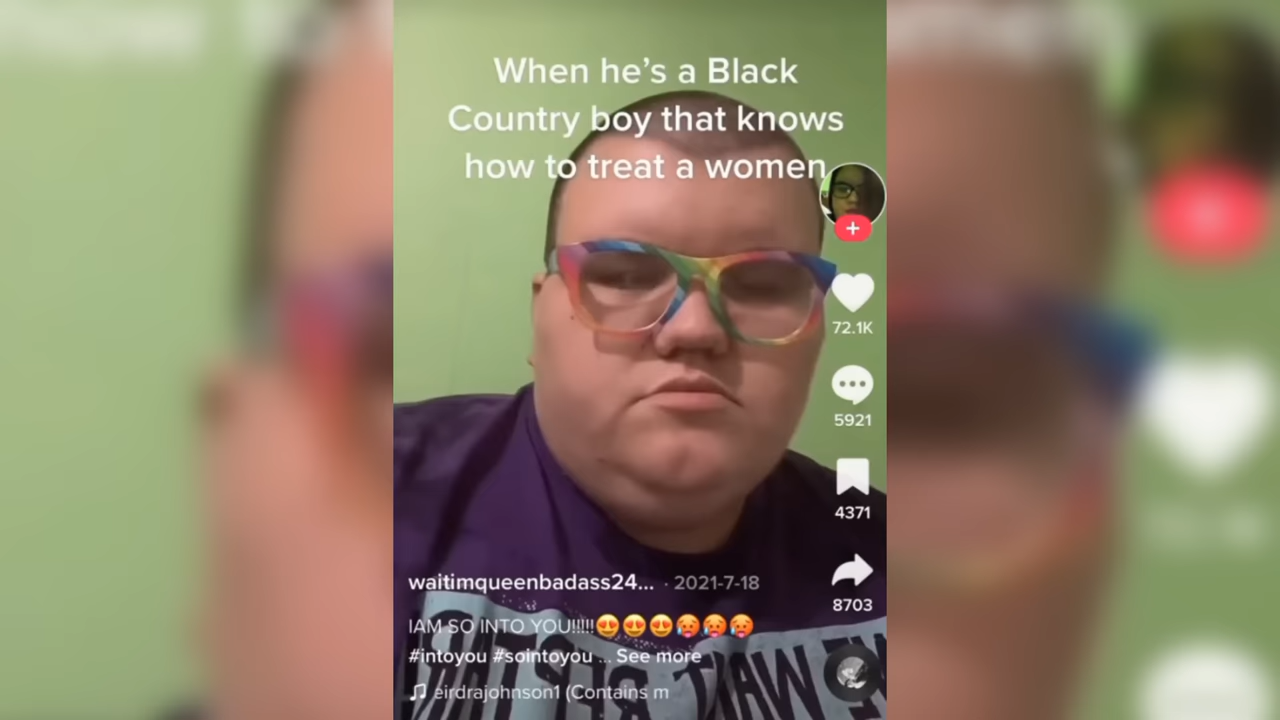 When he's a Black
Country boy that knows
how to treat a women
72.1K
5921
4371
8703
waitimqueenbadass24... · 2021-7-18
IAM SO INTO YOU!!!!!😍😍😍🥵🥵🥵
#intoyou #sointoyou ... See more
eirdrajohnson1 (Contains m